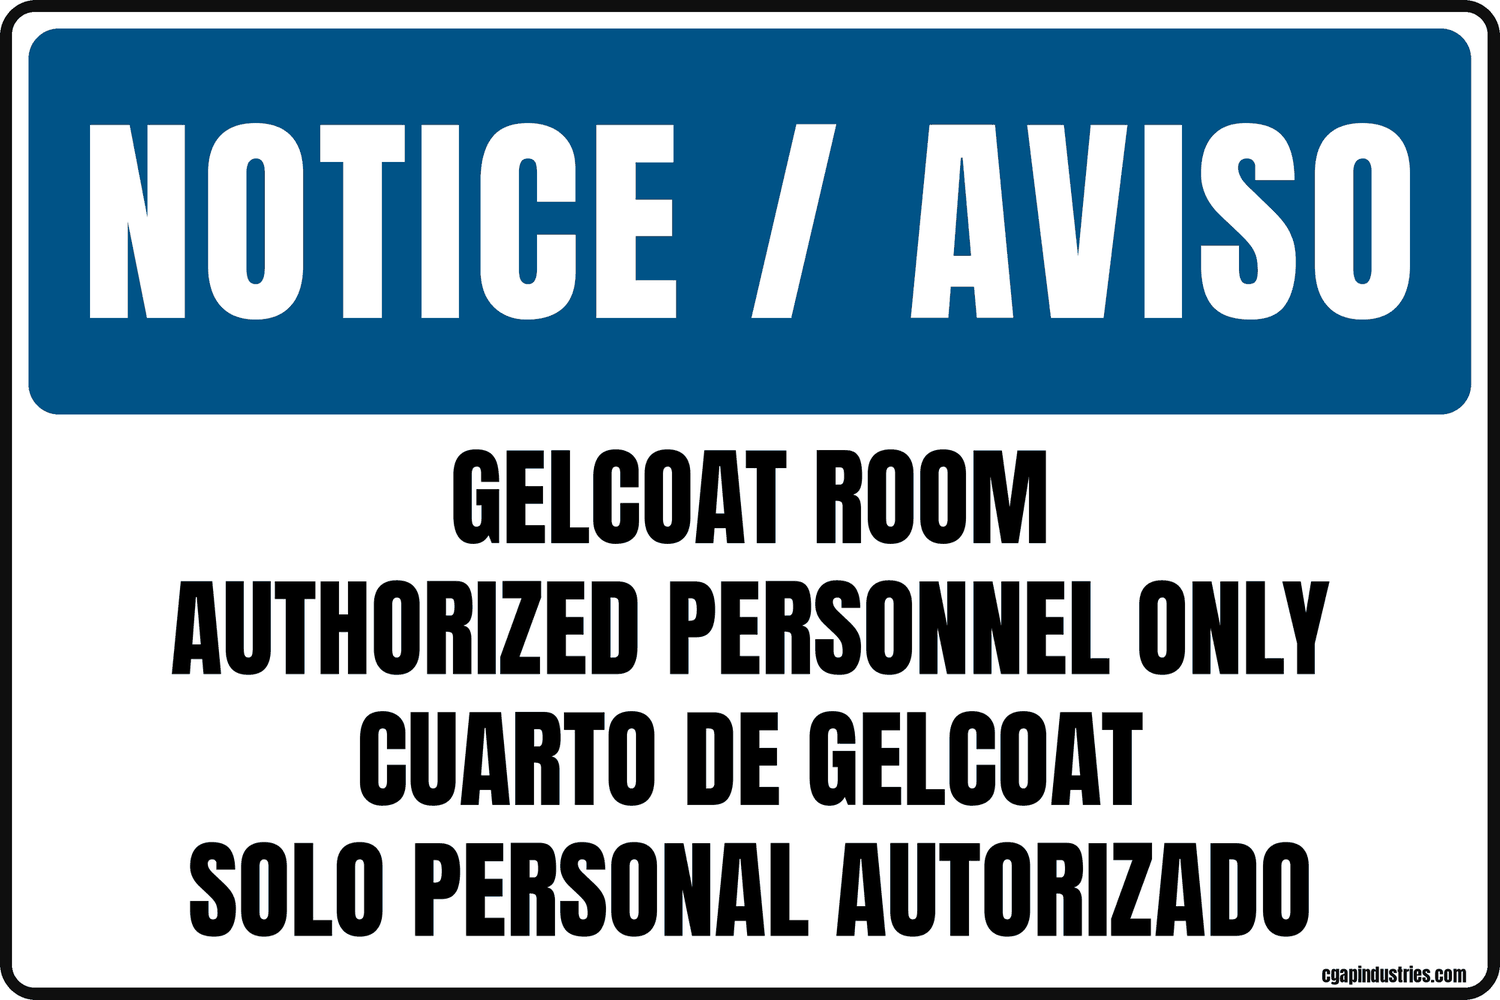 NOTICE / AVISO
GELCOAT ROOM
AUTHORIZED PERSONNEL ONLY
CUARTO DE GELCOAT
SOLO PERSONAL AUTORIZADO
cgapindustries.com